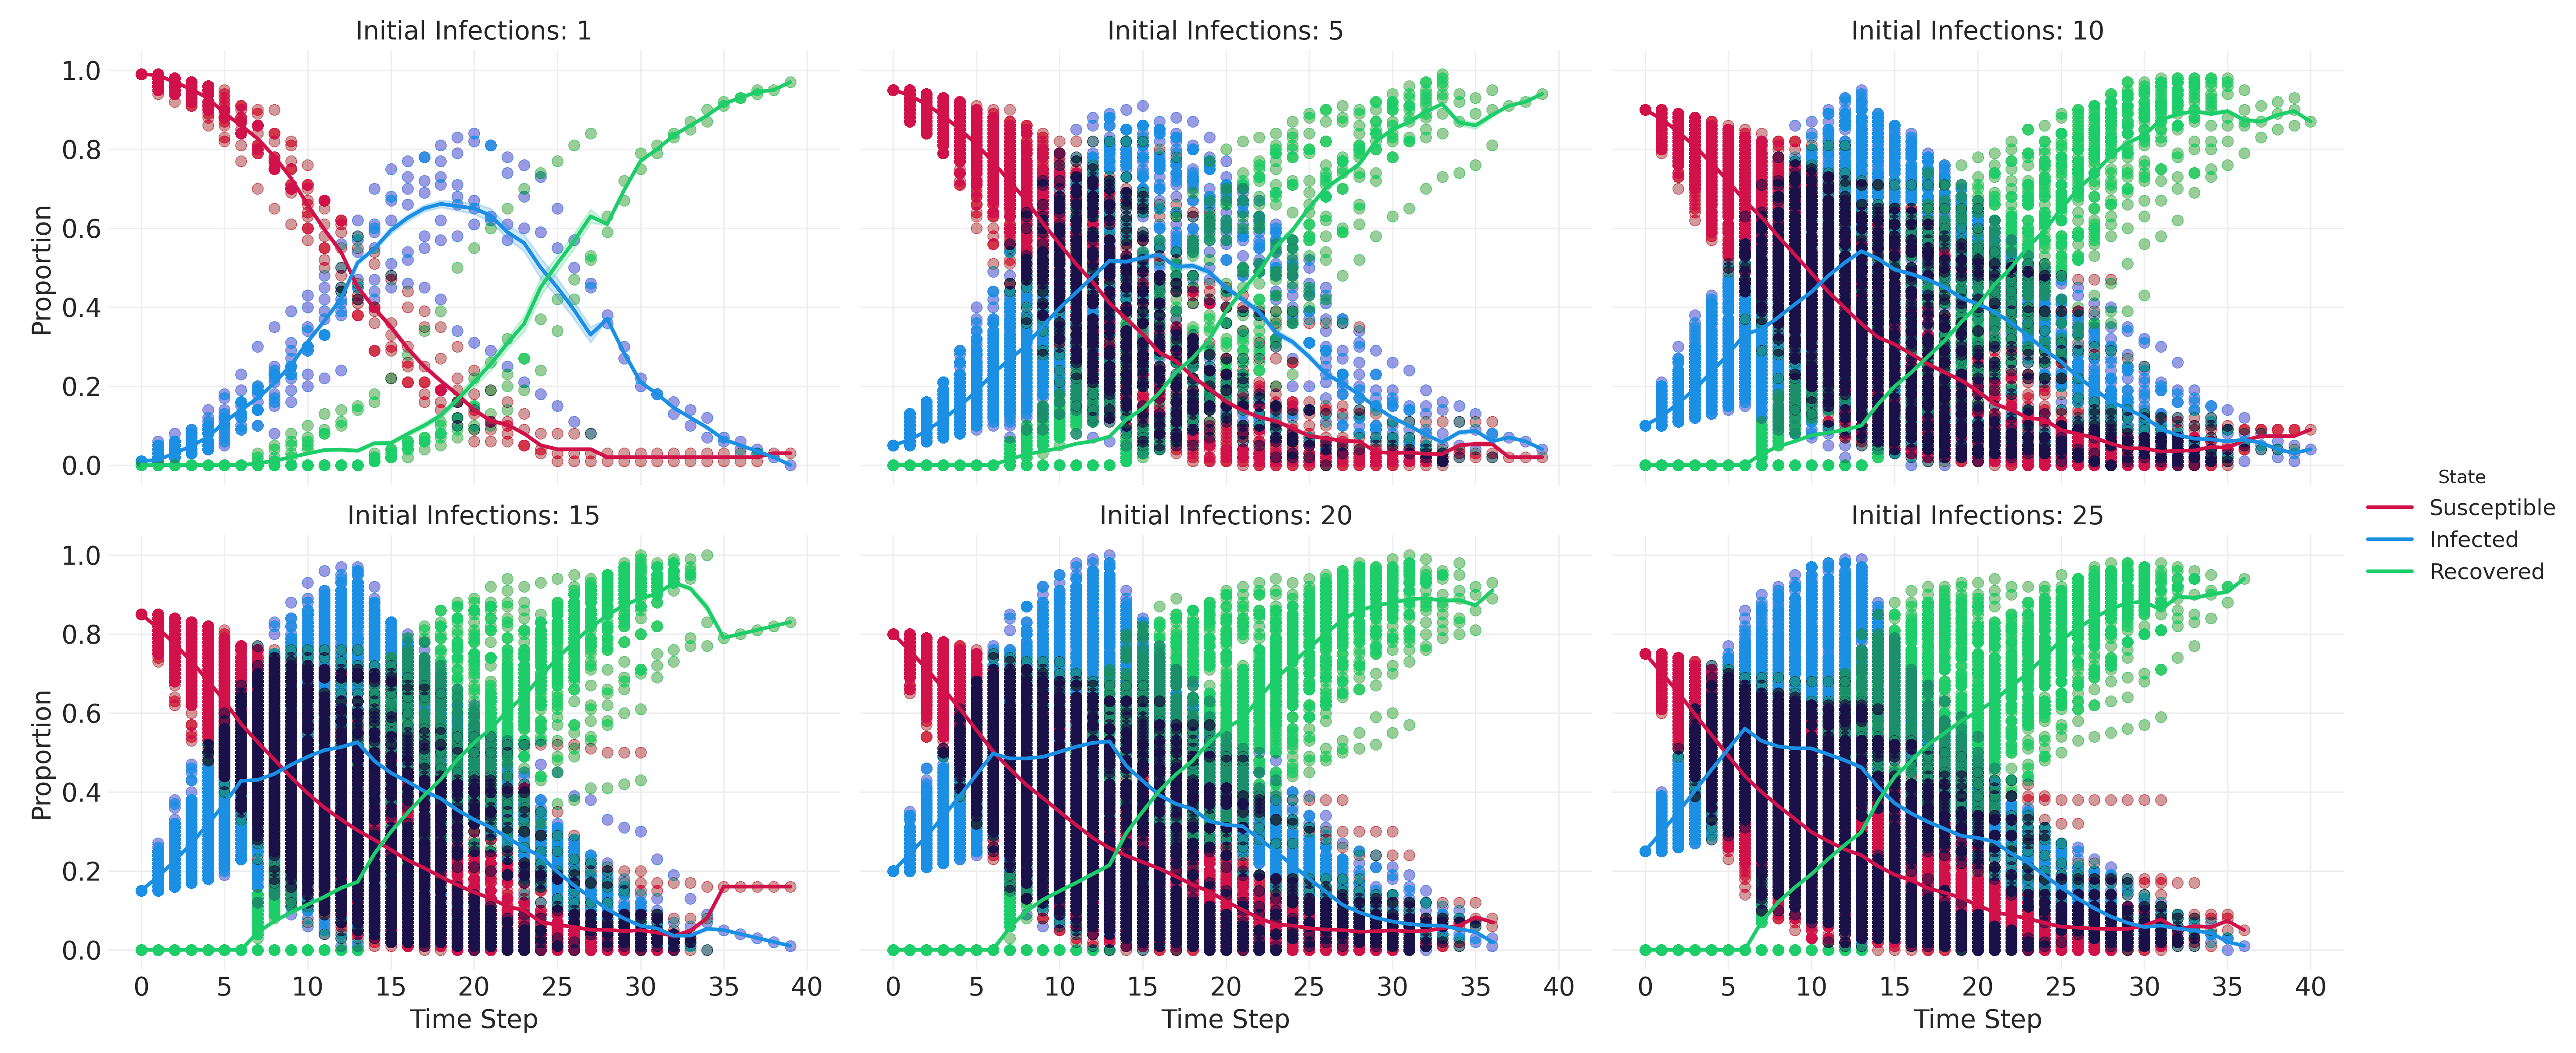 Initial Infections: 1
Initial Infections: 5
Initial Infections: 10
1.0
0.8
0.6
0.4
0.2
0.0
Proportion
Initial Infections: 15
Initial Infections: 20
Initial Infections: 25
1.0
0.8
0.6
0.4
0.2
0.0
Proportion
0 5 10 15 20 25 30 35 40
0 5 10 15 20 25 30 35 40
0 5 10 15 20 25 30 35 40
Time Step
Time Step
Time Step
State
Susceptible
Infected
Recovered